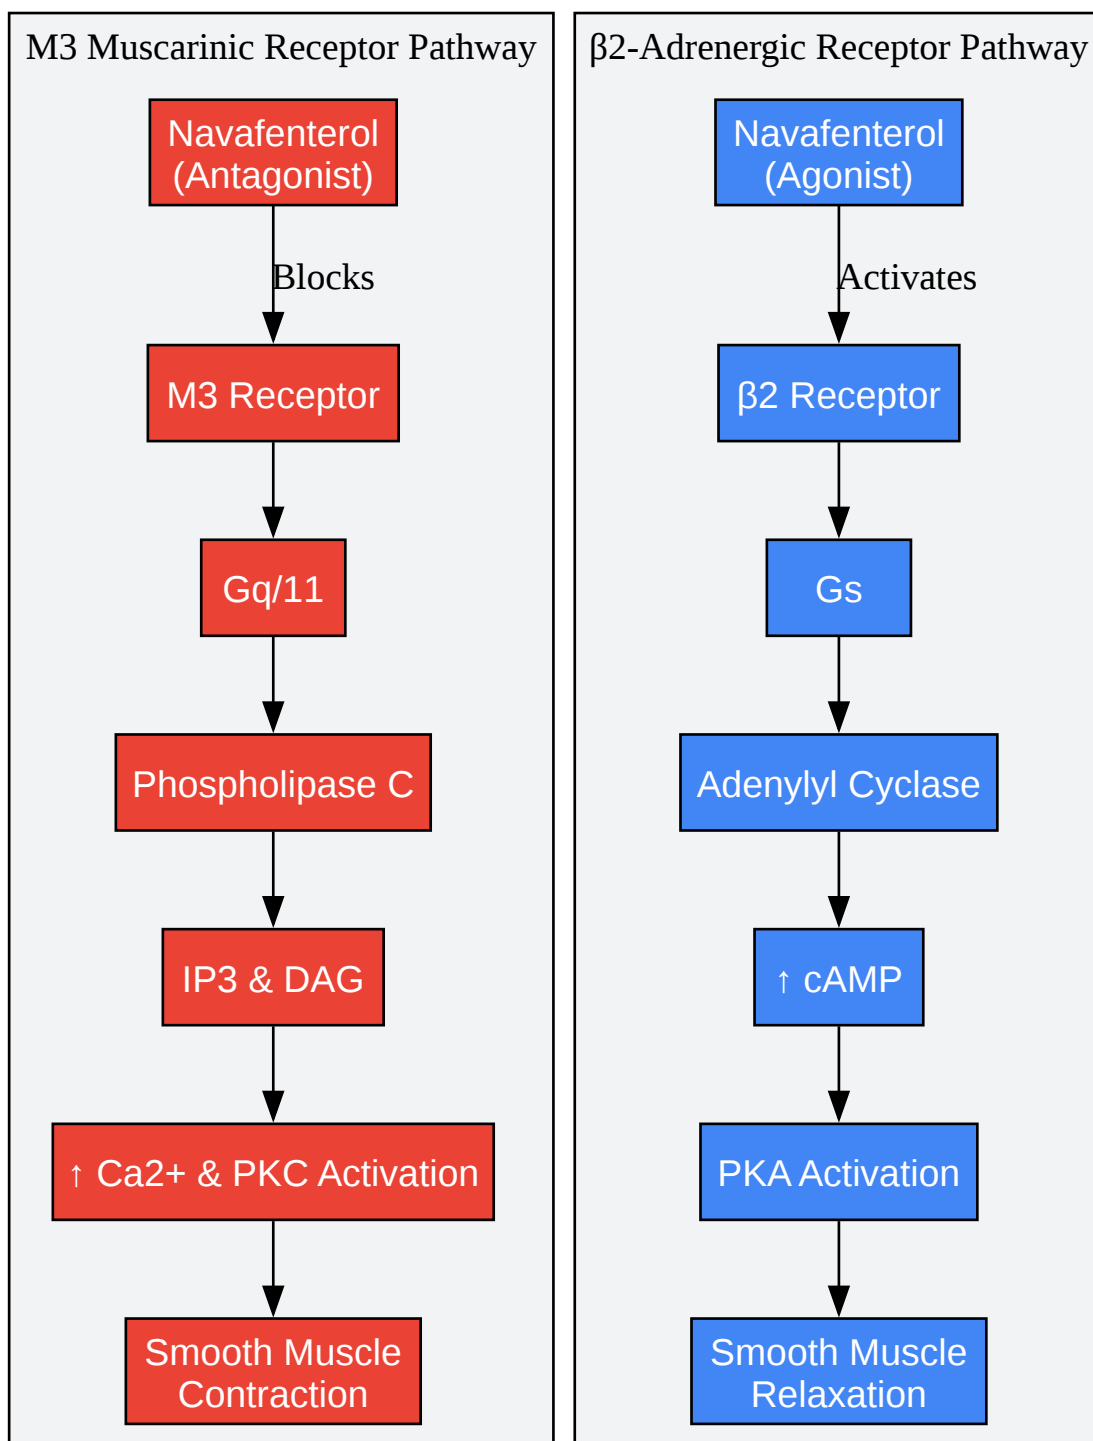 M3 Muscarinic Receptor Pathway
Navafenterol
(Antagonist)
Blocks
M3 Receptor
Gq/11
Phospholipase C
IP3 & DAG
↑ Ca2+ & PKC Activation
Smooth Muscle
Contraction
β2-Adrenergic Receptor Pathway
Navafenterol
(Agonist)
Activates
β2 Receptor
Gs
Adenylyl Cyclase
↑ cAMP
PKA Activation
Smooth Muscle
Relaxation